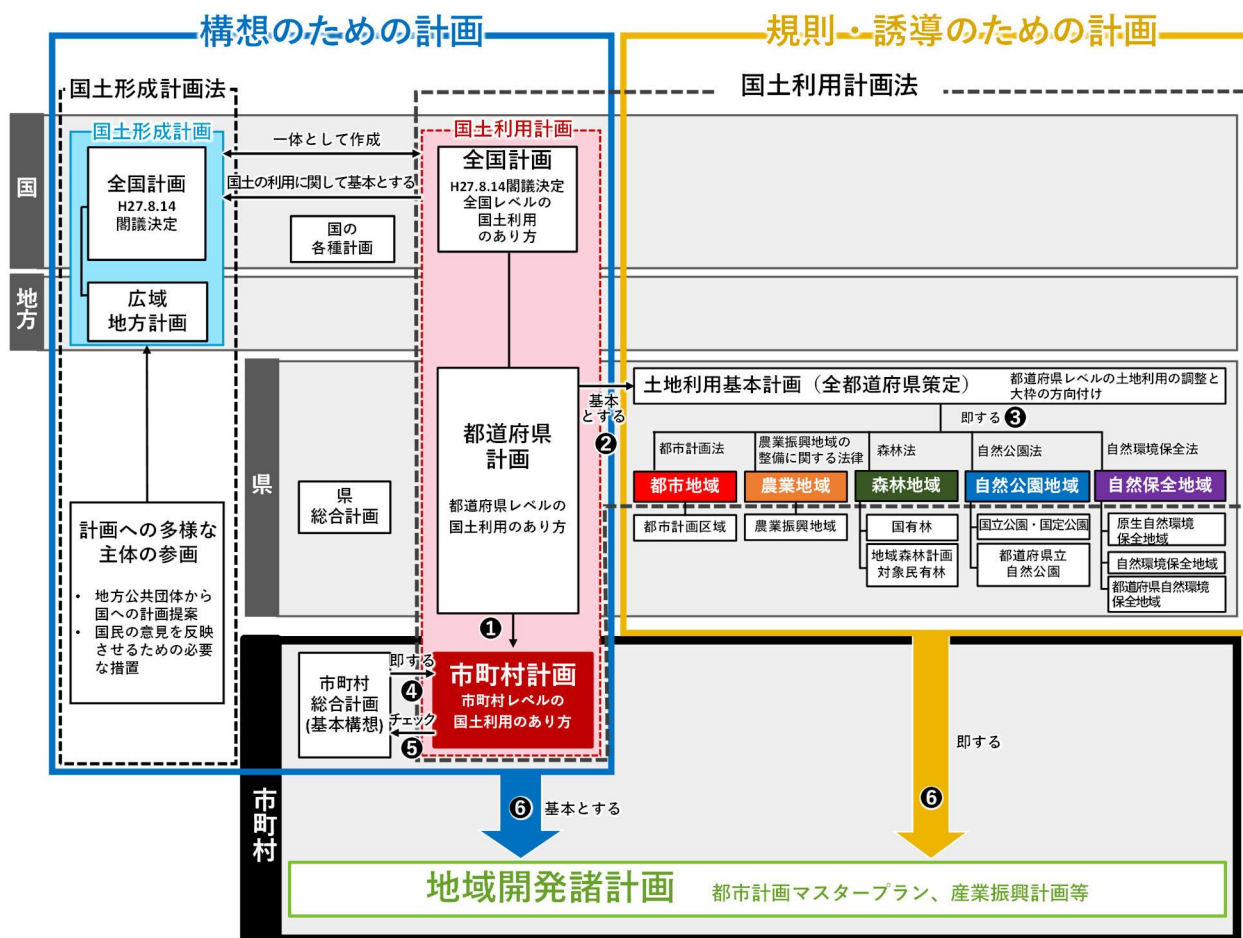 構想のための計画
規則・誘導のための計画
国土形成計画法
国土利用計画法
国
国土形成計画
全国計画
H27.8.14
閣議決定
一体として作成
国土の利用に関して基本とする
国の
各種計画
国土利用計画
全国計画
H27.8.14閣議決定
全国レベルの
国土利用
のあり方
地方
広域
地方計画
県
計画への多様な
主体の参画
• 地方公共団体から
国への計画提案
• 国民の意見を反映
させるための必要
な措置
県
総合計画
都道府県
計画
都道府県レベルの
国土利用のあり方
基本
とする
❷
土地利用基本計画（全都道府県策定）
都道府県レベルの土地利用の調整と
大枠の方向付け
即する❸
都市計画法
都市地域
都市計画区域
農業振興地域の
整備に関する法律
農業地域
農業振興地域
森林法
森林地域
国有林
地域森林計画
対象民有林
自然公園法
自然公園地域
国立公園・国定公園
都道府県立
自然公園
自然環境保全法
自然保全地域
原生自然環境
保全地域
自然環境保全地域
都道府県自然環境
保全地域
❶
市町村
市町村
総合計画
(基本構想)
即する
❹
チェック
❺
市町村計画
市町村レベルの
国土利用のあり方
❻ 基本とする
即する
❻
地域開発諸計画 都市計画マスタープラン、産業振興計画等